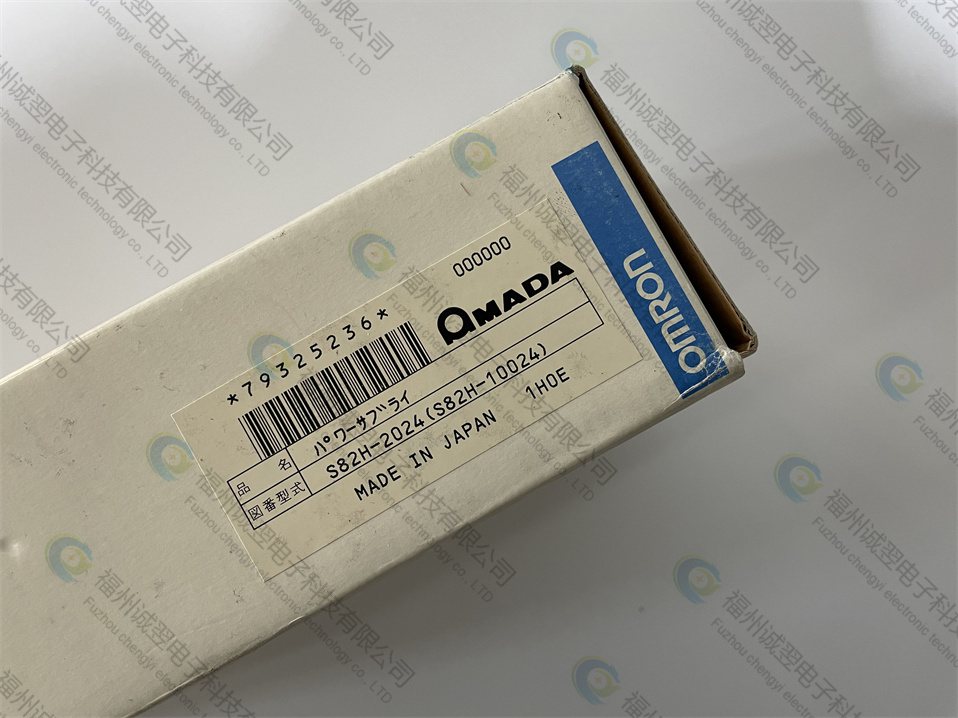 OMRON
000000
AMADA
*79325236*
品 名 パワーサプライ
図番型式 S82H-2024(S82H-10024)
MADE IN JAPAN 1H0E
福州诚翌电子科技有限公司
Fuzhou chengyi electronic technology co., LTD